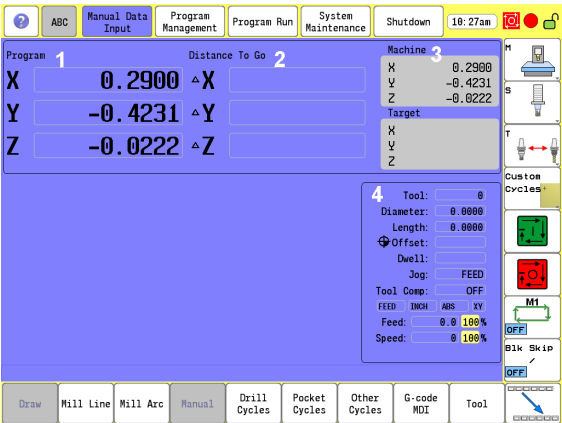 ? ABC Manual Data Input Program Management Program Run System Maintenance Shutdown 10:27am
Program 1 Distance To Go 2 Machine 3
X 0.2900 △X X 0.2900
Y -0.4231 △Y Y -0.4231
Z -0.0222 △Z Z -0.0222
Target
X
Y
Z
M
S
T
Custom Cycles+
4 Tool: 0
Diameter: 0.0000
Length: 0.0000
Offset:
Dwell:
Jog: FEED
Tool Comp: OFF
FEED INCH ABS XY
Feed: 0.0 100%
Speed: 0 100%
M1
OFF
Blk Skip
/
OFF
Draw Mill Line Mill Arc Manual Drill Cycles Pocket Cycles Other Cycles G-code MDI Tool